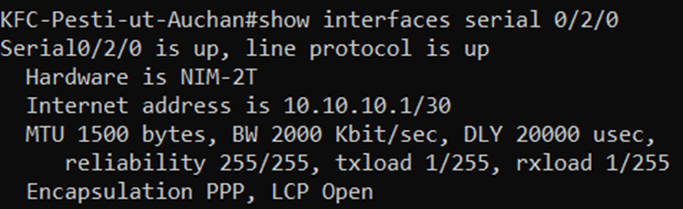 KFC-Pesti-ut-Auchan#show interfaces serial 0/2/0
Serial0/2/0 is up, line protocol is up
Hardware is NIM-2T
Internet address is 10.10.10.1/30
MTU 1500 bytes, BW 2000 Kbit/sec, DLY 20000 usec,
reliability 255/255, txload 1/255, rxload 1/255
Encapsulation PPP, LCP Open